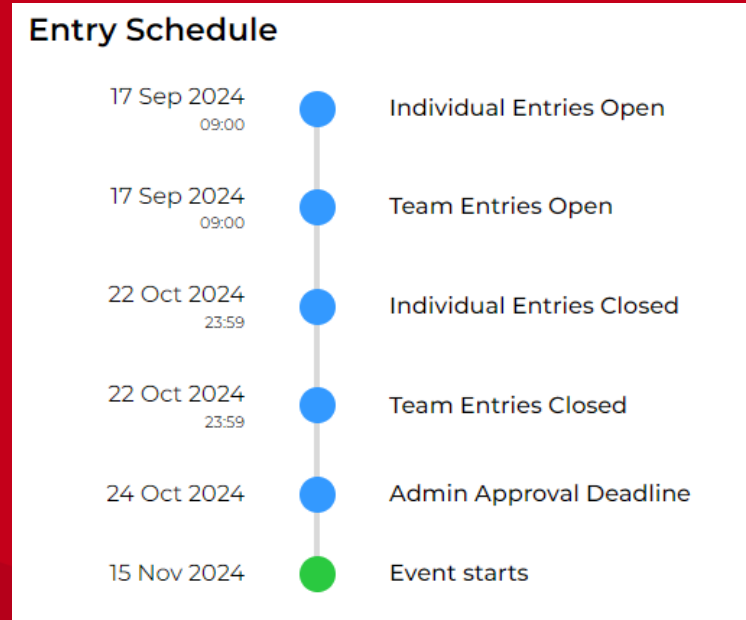 Entry Schedule
17 Sep 2024
09:00
Individual Entries Open
17 Sep 2024
09:00
Team Entries Open
22 Oct 2024
23:59
Individual Entries Closed
22 Oct 2024
23:59
Team Entries Closed
24 Oct 2024
Admin Approval Deadline
15 Nov 2024
Event starts